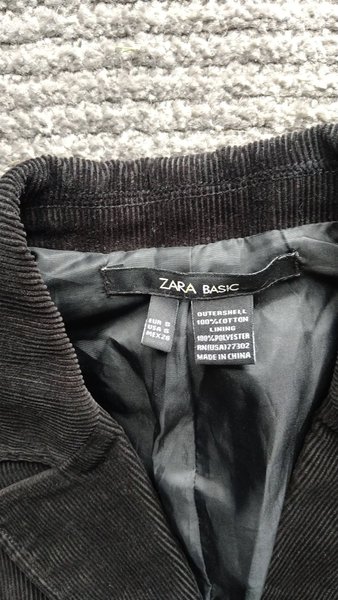 ZARA BASIC
EUR S
USA S
MEX 26
OUTERSHELL
100%COTTON
LINING
100%POLYESTER
RN(USA)77302
MADE IN CHINA